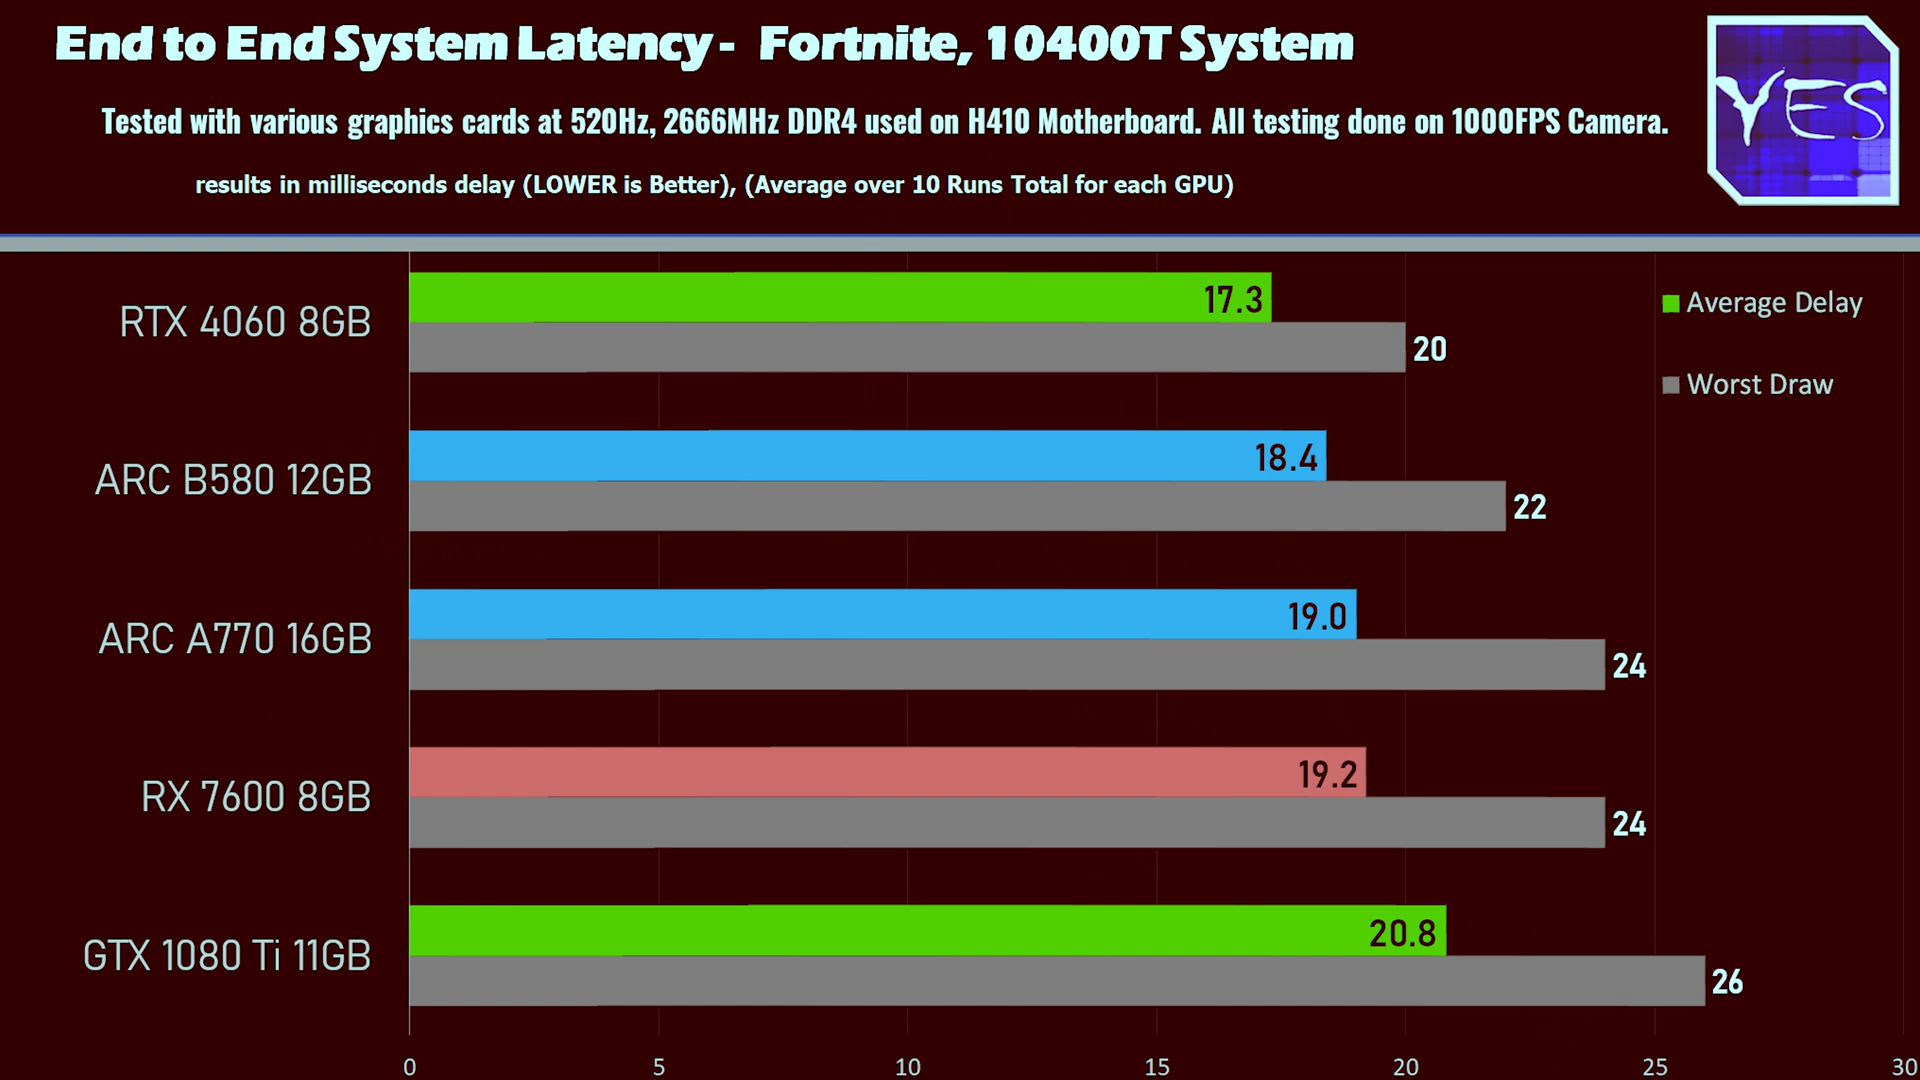 End to End System Latency - Fortnite, 10400T System
Tested with various graphics cards at 520Hz, 2666MHz DDR4 used on H410 Motherboard. All testing done on 1000FPS Camera.
results in milliseconds delay (LOWER is Better), (Average over 10 Runs Total for each GPU)
YES
Average Delay
Worst Draw
RTX 4060 8GB
17.3
20
ARC B580 12GB
18.4
22
ARC A770 16GB
19.0
24
RX 7600 8GB
19.2
24
GTX 1080 Ti 11GB
20.8
26
0 5 10 15 20 25 30